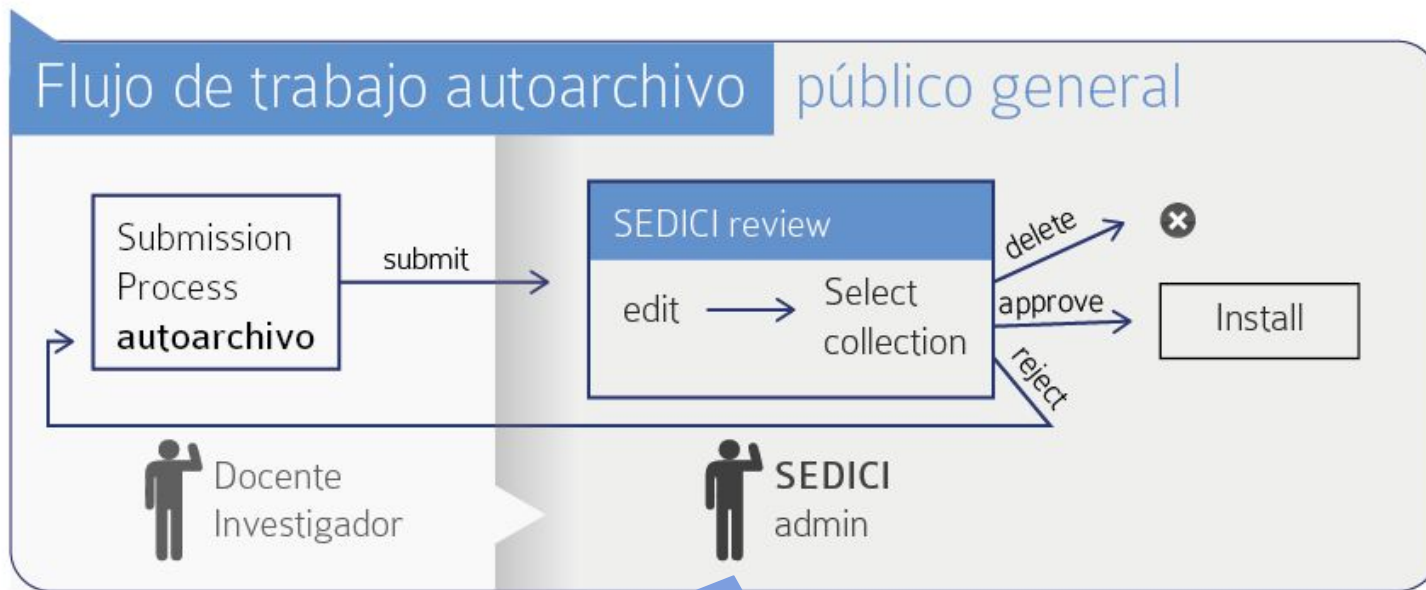 Flujo de trabajo autoarchivo público general
Submission
Process
autoarchivo
submit
SEDICI review
edit
Select
collection
delete
approve
reject
Install
Docente
Investigador
SEDICI
admin